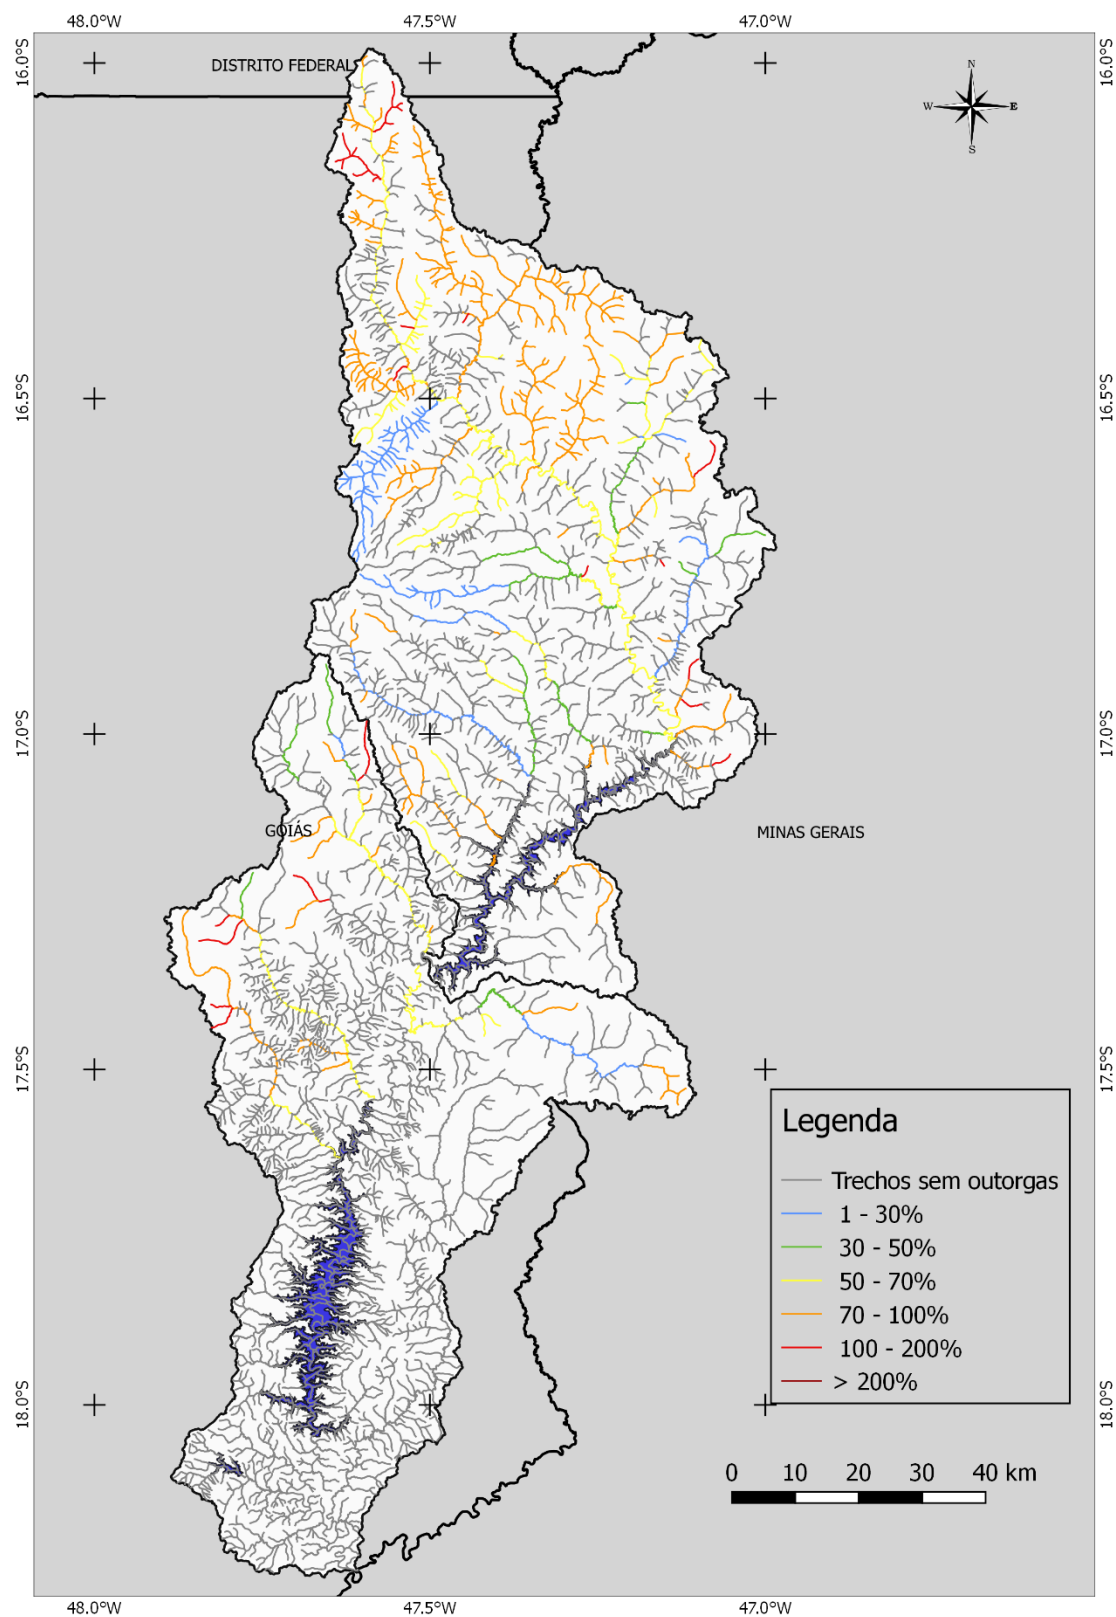 48.0°W 47.5°W 47.0°W
16.0°S 16.0°S
DISTRITO FEDERAL
N
W E
S
16.5°S 16.5°S
17.0°S 17.0°S
GOIÁS MINAS GERAIS
17.5°S 17.5°S
Legenda
Trechos sem outorgas
1 - 30%
30 - 50%
50 - 70%
70 - 100%
100 - 200%
> 200%
18.0°S 18.0°S
0 10 20 30 40 km
48.0°W 47.5°W 47.0°W